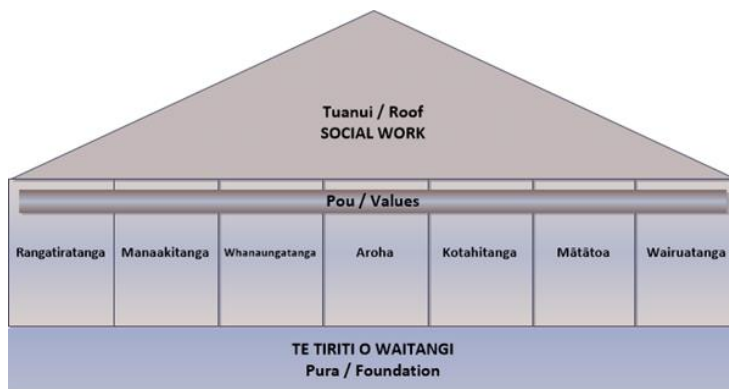 Tuanui / Roof
SOCIAL WORK
Pou / Values
Rangatiratanga
Manaakitanga
Whanaungatanga
Aroha
Kotahitanga
Mātātoa
Wairuatanga
TE TIRITI O WAITANGI
Pura / Foundation